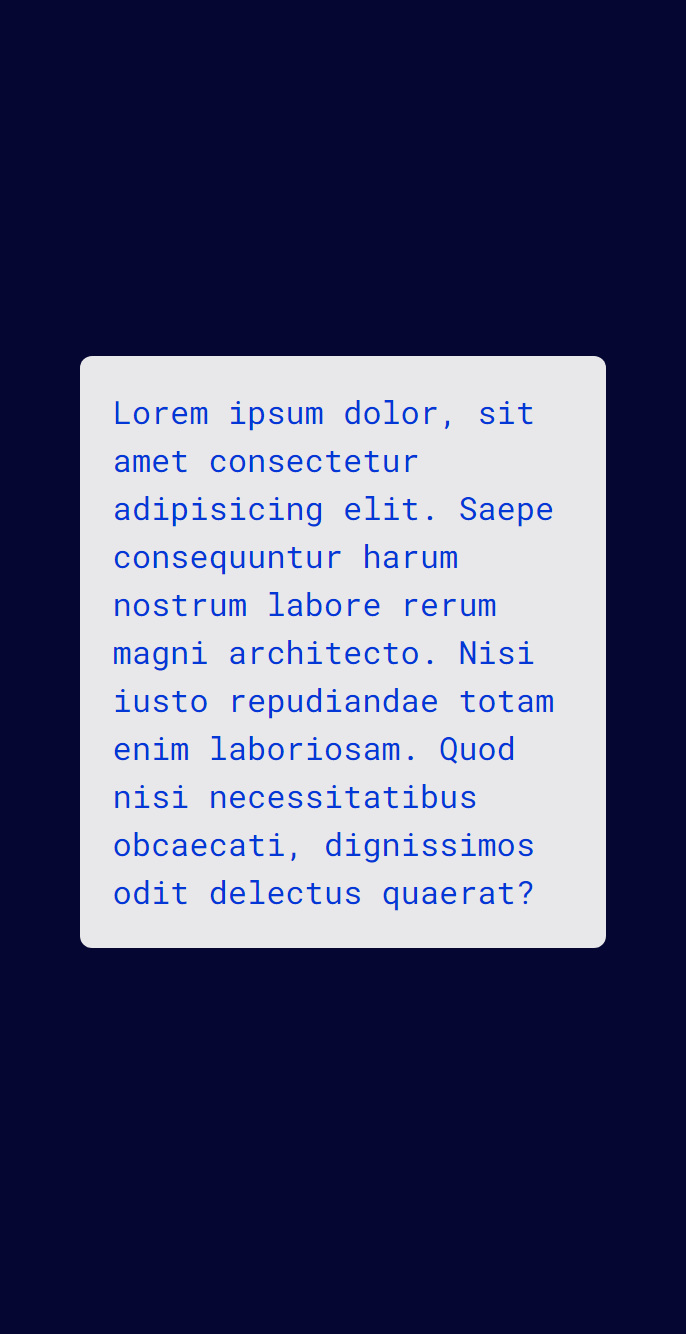 Lorem ipsum dolor, sit
amet consectetur
adipisicing elit. Saepe
consequuntur harum
nostrum labore rerum
magni architecto. Nisi
iusto repudiandae totam
enim laboriosam. Quod
nisi necessitatibus
obcaecati, dignissimos
odit delectus quaerat?